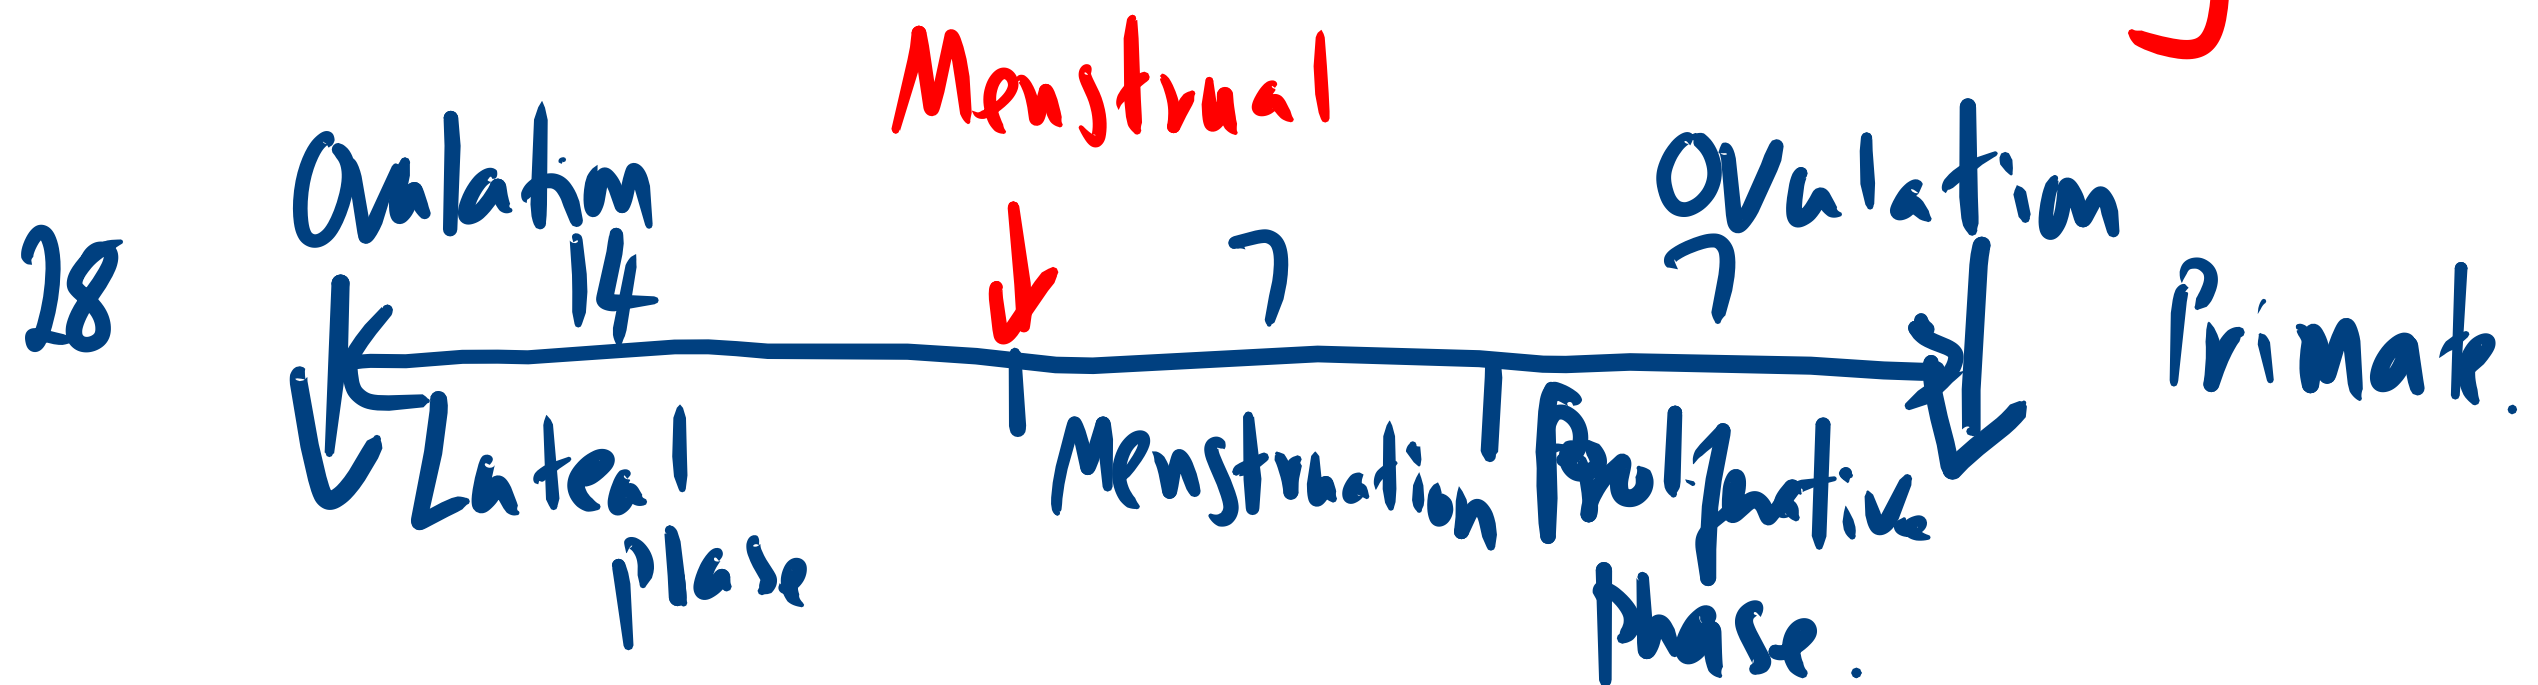 Menstrual
Ovulation Ovulation
28 14 7 7 Primate.
Luteal Menstruation Proliferative
phase phase.